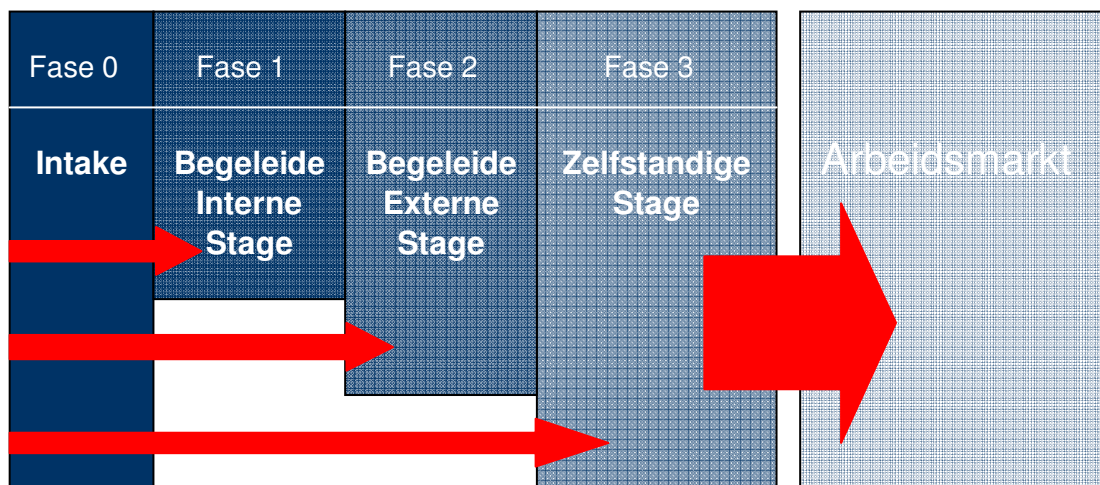 Fase 0
Fase 1
Fase 2
Fase 3
Intake
Begeleide
Interne
Stage
Begeleide
Externe
Stage
Zelfstandige
Stage
Arbeidsmarkt